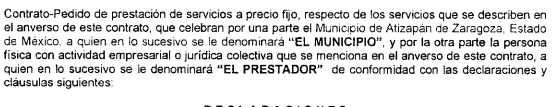 Contrato-Pedido de prestación de servicios a precio fijo, respecto de los servicios que se describen en
el anverso de este contrato, que celebran por una parte el Municipio de Atizapán de Zaragoza, Estado
de México, a quien en lo sucesivo se le denominará "EL MUNICIPIO", y por la otra parte la persona
física con actividad empresarial o jurídica colectiva que se menciona en el anverso de este contrato, a
quien en lo sucesivo se le denominará "EL PRESTADOR" de conformidad con las declaraciones y
cláusulas siguientes: